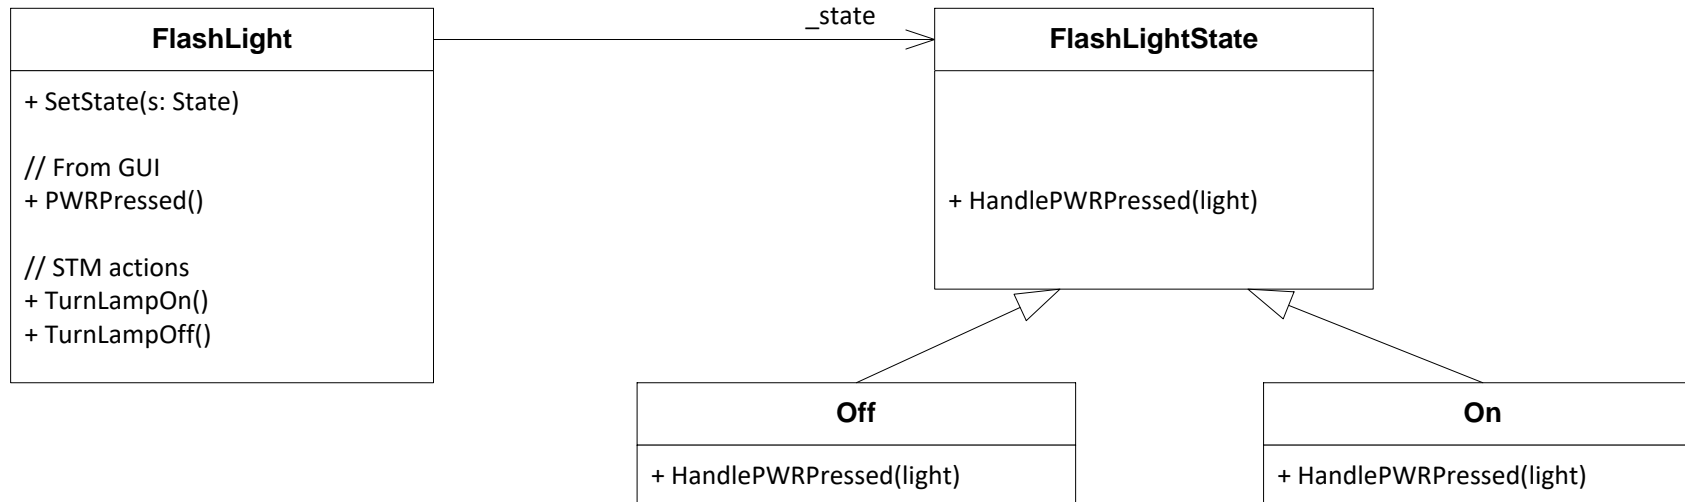 FlashLight
+ SetState(s: State)
// From GUI
+ PWRPressed()
// STM actions
+ TurnLampOn()
+ TurnLampOff()
_state
FlashLightState
+ HandlePWRPressed(light)
Off
+ HandlePWRPressed(light)
On
+ HandlePWRPressed(light)